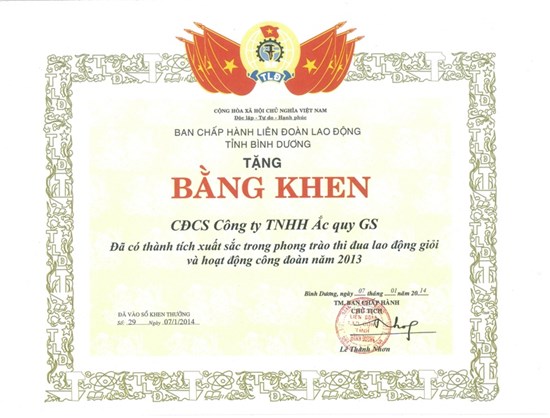 TLĐ
CỘNG HÒA XÃ HỘI CHỦ NGHĨA VIỆT NAM
Độc lập - Tự do - Hạnh phúc
BAN CHẤP HÀNH LIÊN ĐOÀN LAO ĐỘNG
TỈNH BÌNH DƯƠNG
TẶNG
BẰNG KHEN
CĐCS Công ty TNHH Ắc quy GS
Đã có thành tích xuất sắc trong phong trào thi đua lao động giỏi
và hoạt động công đoàn năm 2013
Bình Dương, ngày 07 tháng 01 năm 2014
TM. BAN CHẤP HÀNH
CHỦ TỊCH
ĐÃ VÀO SỔ KHEN THƯỞNG
Số 29 Ngày 07/1/2014
Lê Thành Nhơn